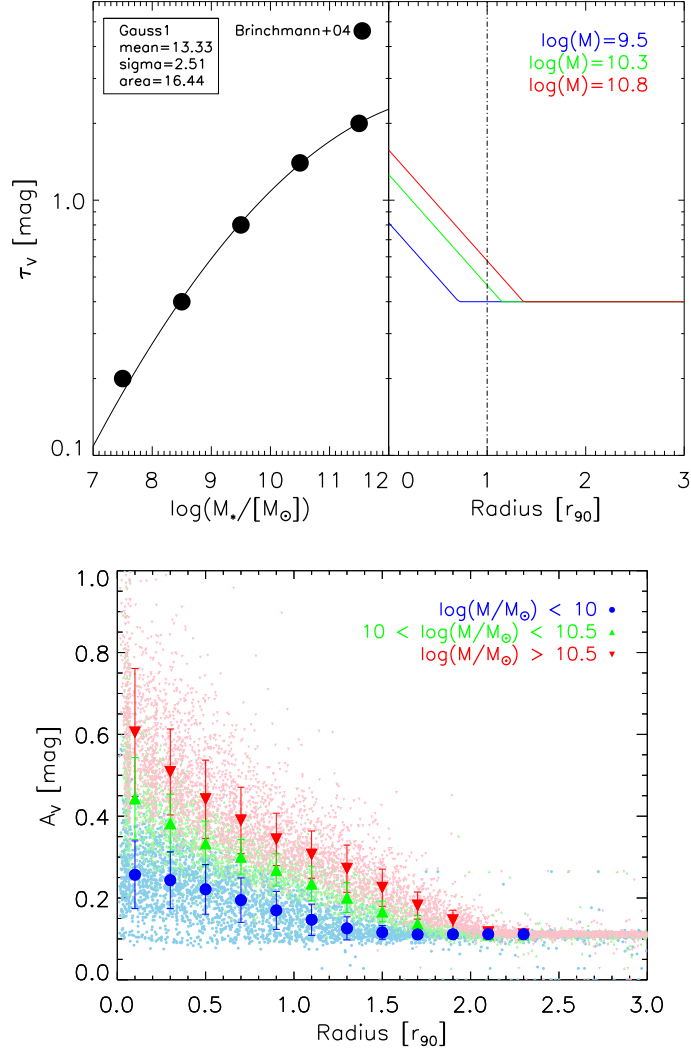 Gauss1
mean=13.33
sigma=2.51
area=16.44
Brinchmann+04
log(M)=9.5
log(M)=10.3
log(M)=10.8
1.0
0.1
τV [mag]
7 8 9 10 11 12
0 1 2 3
log(M*/[M⊙])
Radius [r90]
log(M/M⊙) < 10
10 < log(M/M⊙) < 10.5
log(M/M⊙) > 10.5
1.0
0.8
0.6
0.4
0.2
0.0
AV [mag]
0.0 0.5 1.0 1.5 2.0 2.5 3.0
Radius [r90]